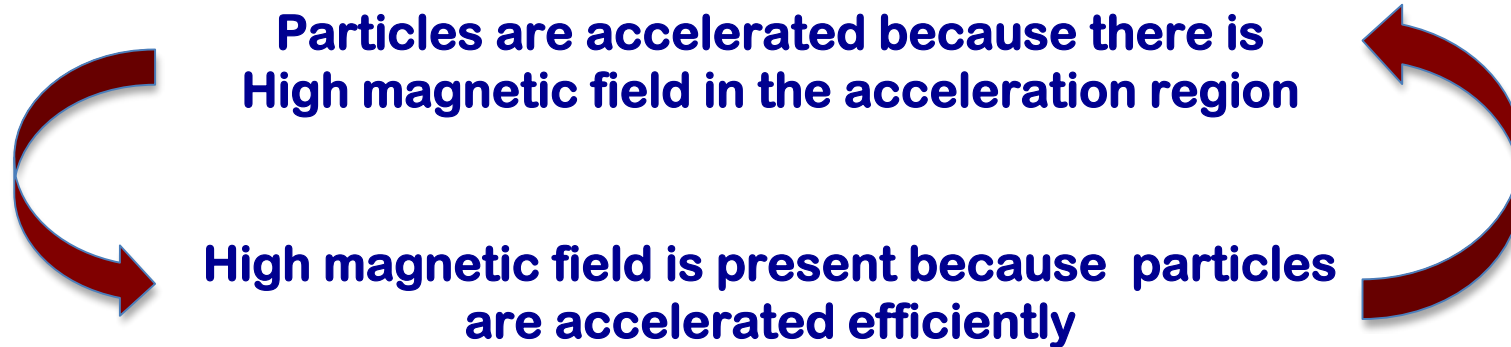 Particles are accelerated because there is
High magnetic field in the acceleration region
High magnetic field is present because  particles
are accelerated efficiently